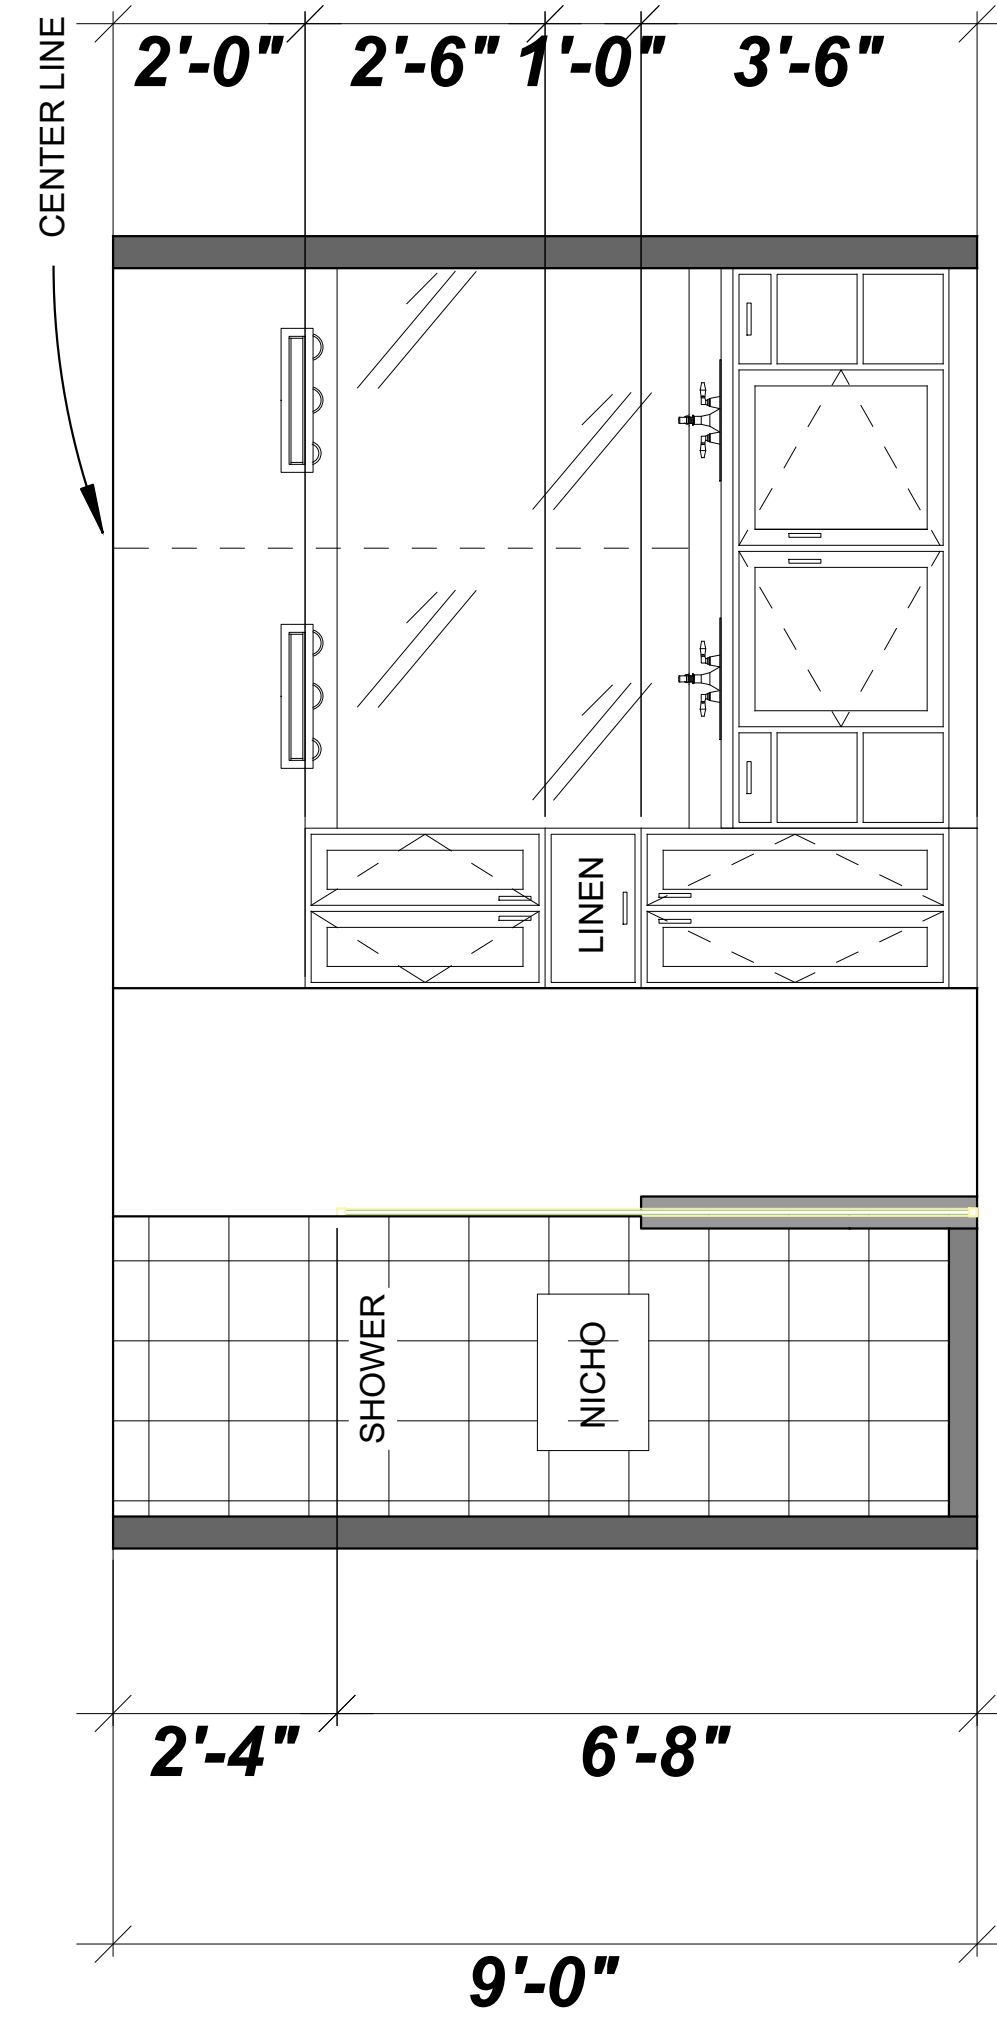 CENTER LINE
2'-0"
2'-6"
1'-0"
3'-6"
LINEN
SHOWER
NICHO
2'-4"
6'-8"
9'-0"